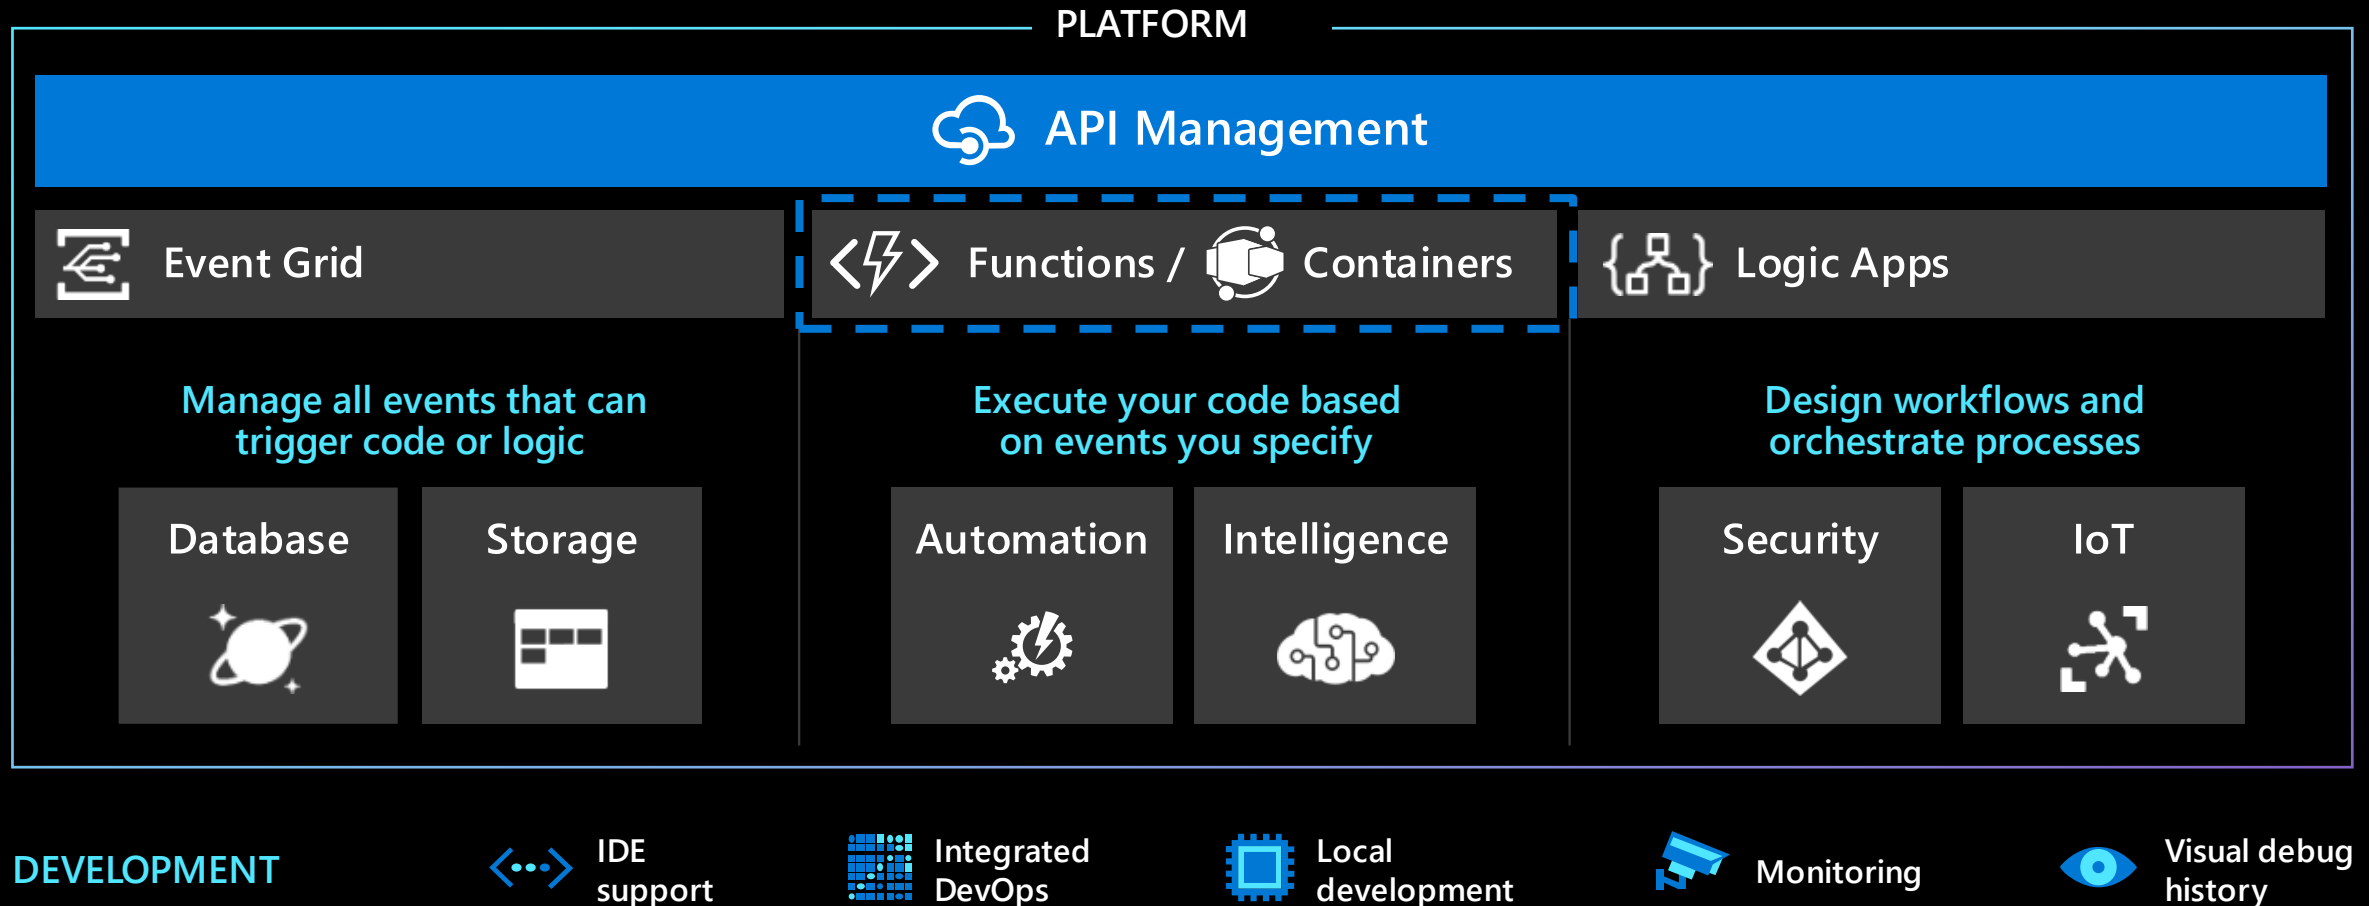 PLATFORM
API Management
Event Grid
Functions / Containers
Logic Apps
Manage all events that can
trigger code or logic
Execute your code based
on events you specify
Design workflows and
orchestrate processes
Database
Storage
Automation
Intelligence
Security
IoT
DEVELOPMENT
IDE
support
Integrated
DevOps
Local
development
Monitoring
Visual debug
history